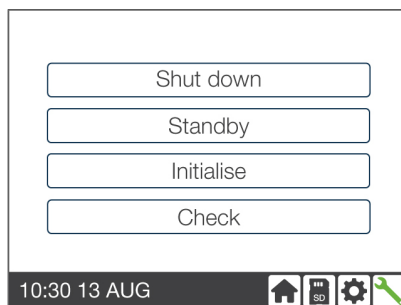 Shut down
Standby
Initialise
Check
10:30 13 AUG
SD